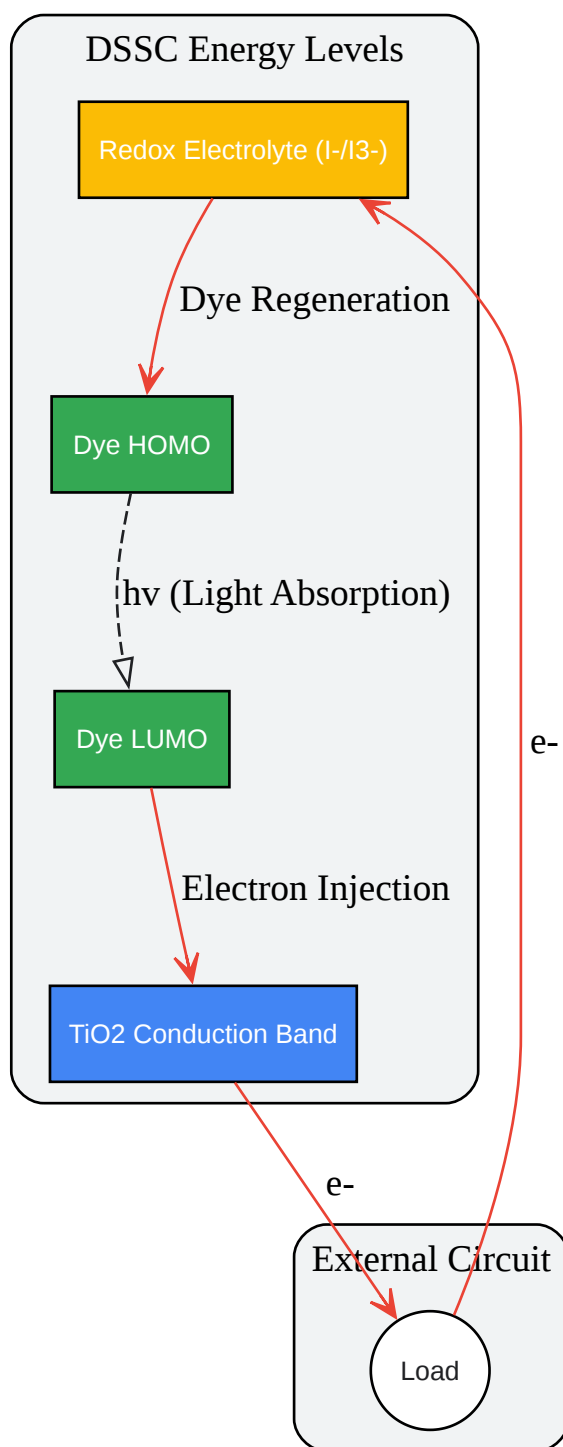 DSSC Energy Levels
Redox Electrolyte (I-/I3-)
Dye Regeneration
Dye HOMO
hv (Light Absorption)
Dye LUMO
e-
Electron Injection
TiO2 Conduction Band
e-
External Circuit
Load